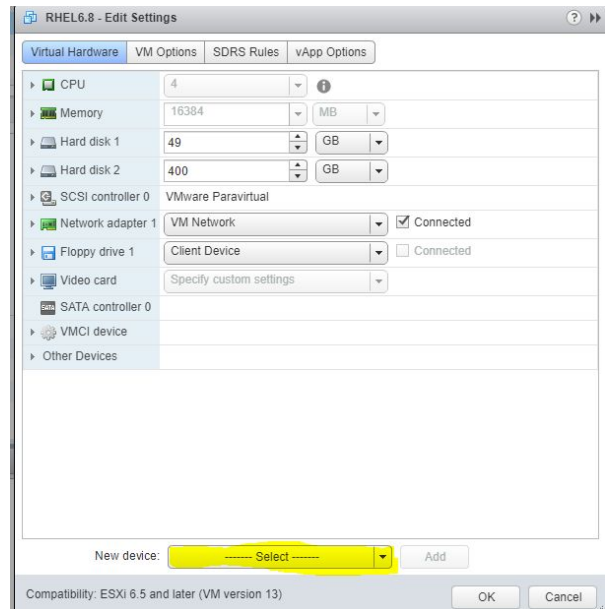 RHEL6.8 - Edit Settings ?
Virtual Hardware VM Options SDRS Rules vApp Options
CPU 4
Memory 16384 MB
Hard disk 1 49 GB
Hard disk 2 400 GB
SCSI controller 0 VMware Paravirtual
Network adapter 1 VM Network Connected
Floppy drive 1 Client Device Connected
Video card Specify custom settings
SATA SATA controller 0
VMCI device
Other Devices
New device: ------- Select ------- Add
Compatibility: ESXi 6.5 and later (VM version 13) OK Cancel